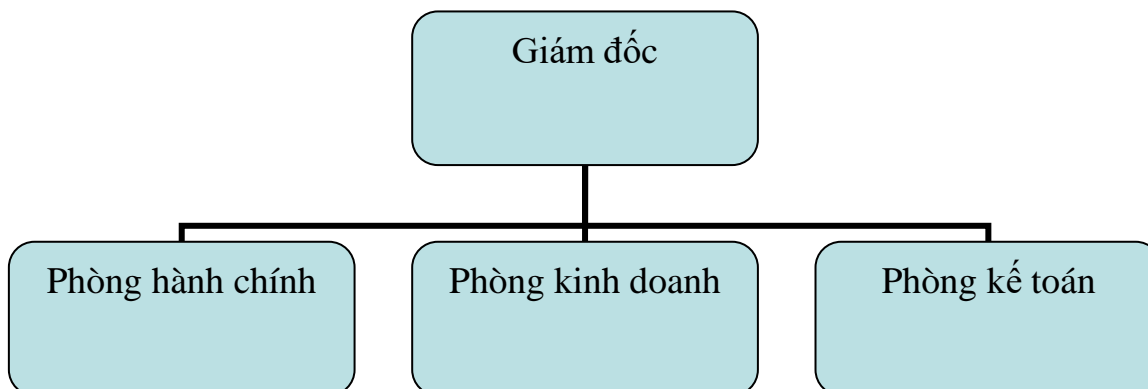 Giám đốc
Phòng hành chính
Phòng kinh doanh
Phòng kế toán